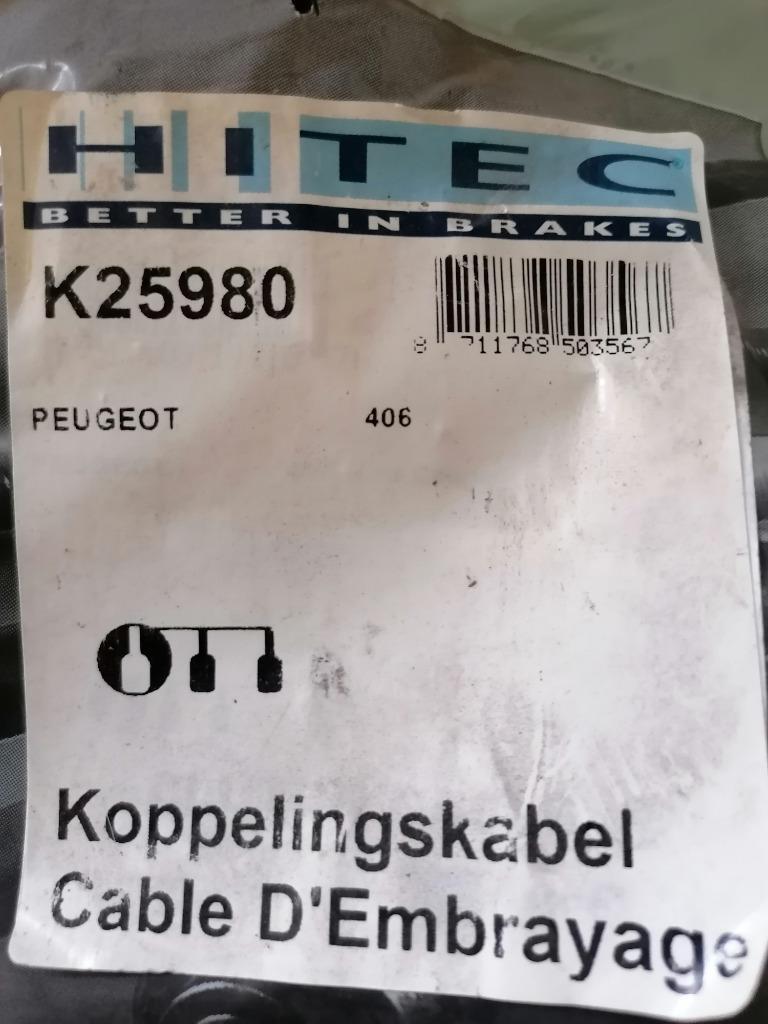 HITEC
BETTER IN BRAKES
K25980
8 711768 503567
PEUGEOT 406
Koppelingskabel
Cable D'Embrayage